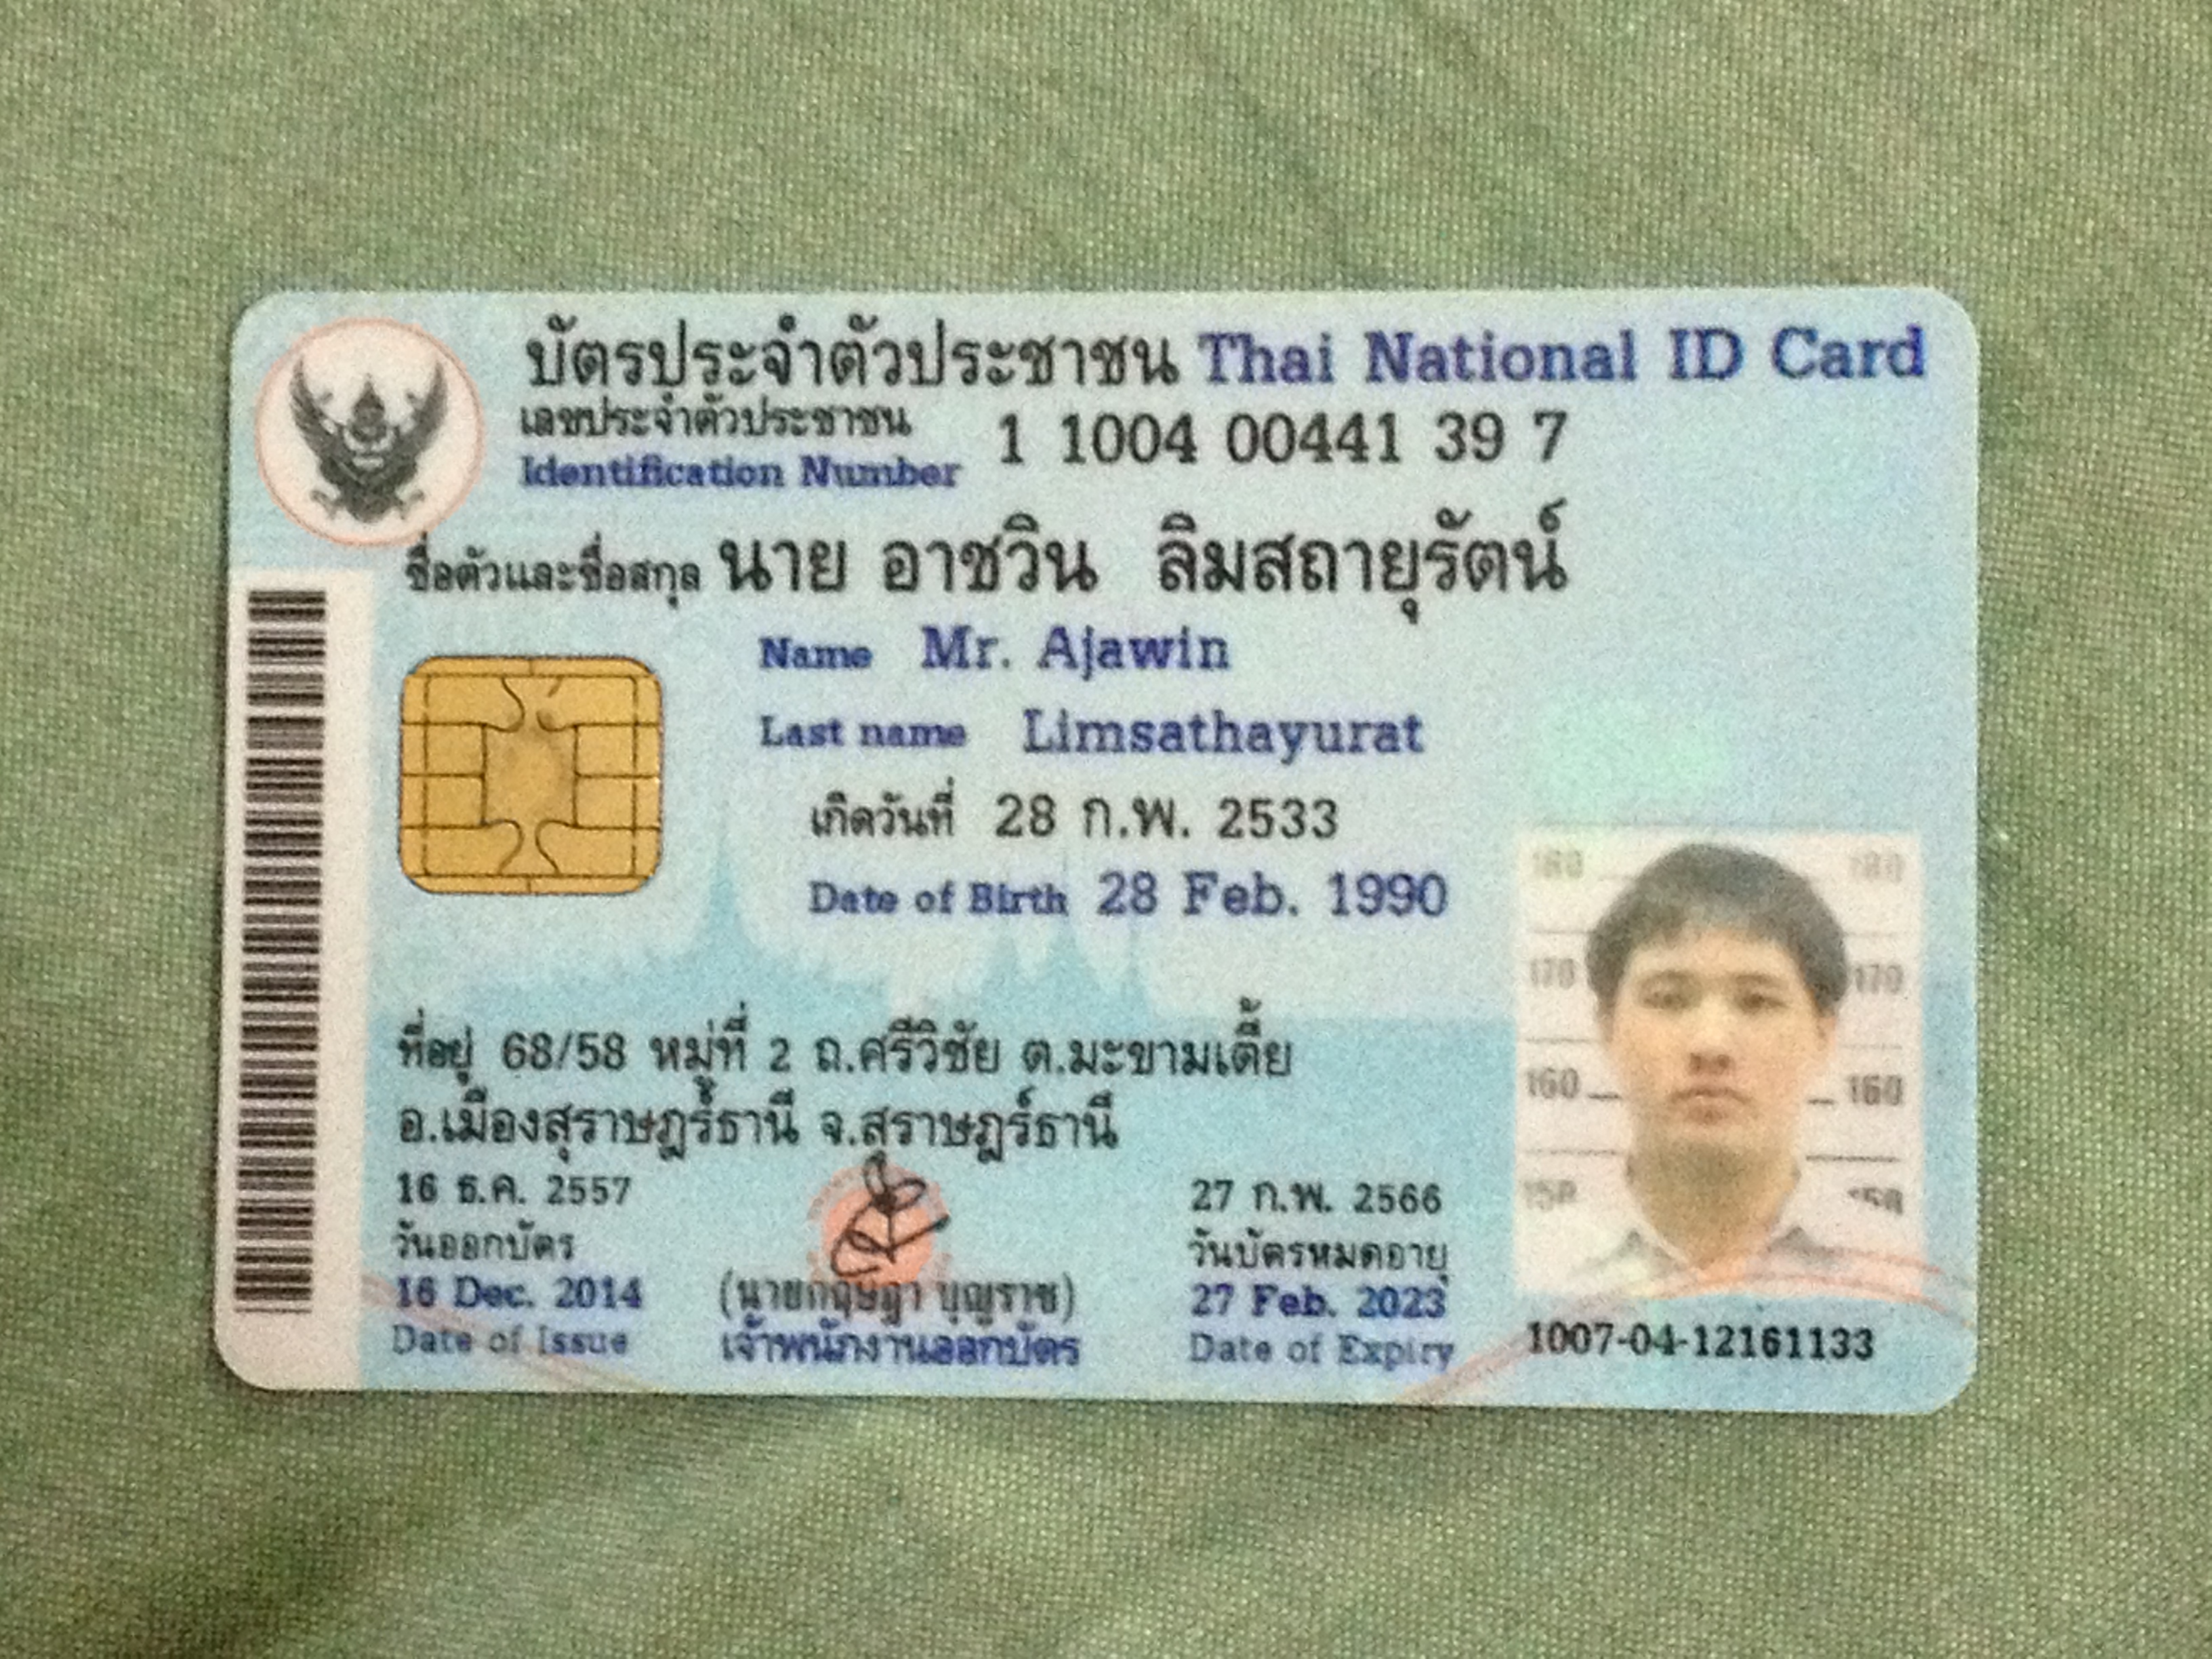 บัตรประจำตัวประชาชน Thai National ID Card
เลขประจำตัวประชาชน
Identification Number 1 1004 00441 39 7
ชื่อตัวและชื่อสกุล นาย อาชวิน ลิมสถายุรัตน์
Name Mr. Ajawin
Last name Limsathayurat
เกิดวันที่ 28 ก.พ. 2533
Date of Birth 28 Feb. 1990
ที่อยู่ 68/58 หมู่ที่ 2 ถ.ศรีวิชัย ต.มะขามเตี้ย
อ.เมืองสุราษฎร์ธานี จ.สุราษฎร์ธานี
16 ธ.ค. 2557
วันออกบัตร
16 Dec. 2014
Date of Issue
(นายกฤษฎา บุญราช)
เจ้าพนักงานออกบัตร
27 ก.พ. 2566
วันบัตรหมดอายุ
27 Feb. 2023
Date of Expiry
180 180
170 170
160 160
150 150
1007-04-12161133